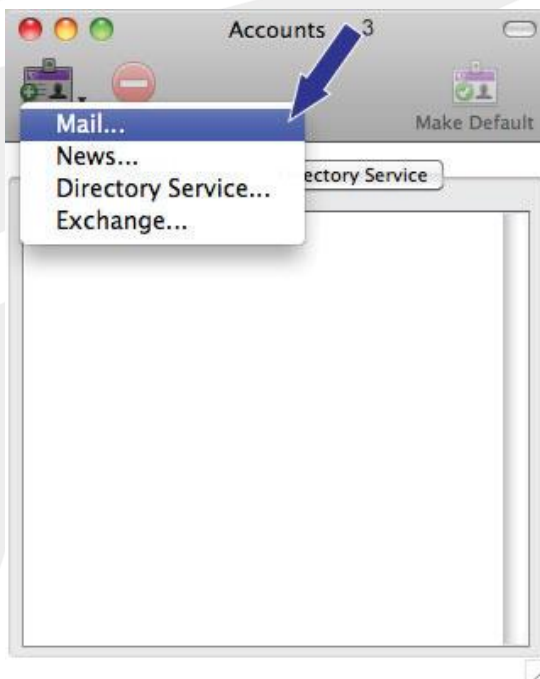 Accounts 3
Make Default
Mail...
News...
ectory Service
Directory Service...
Exchange...